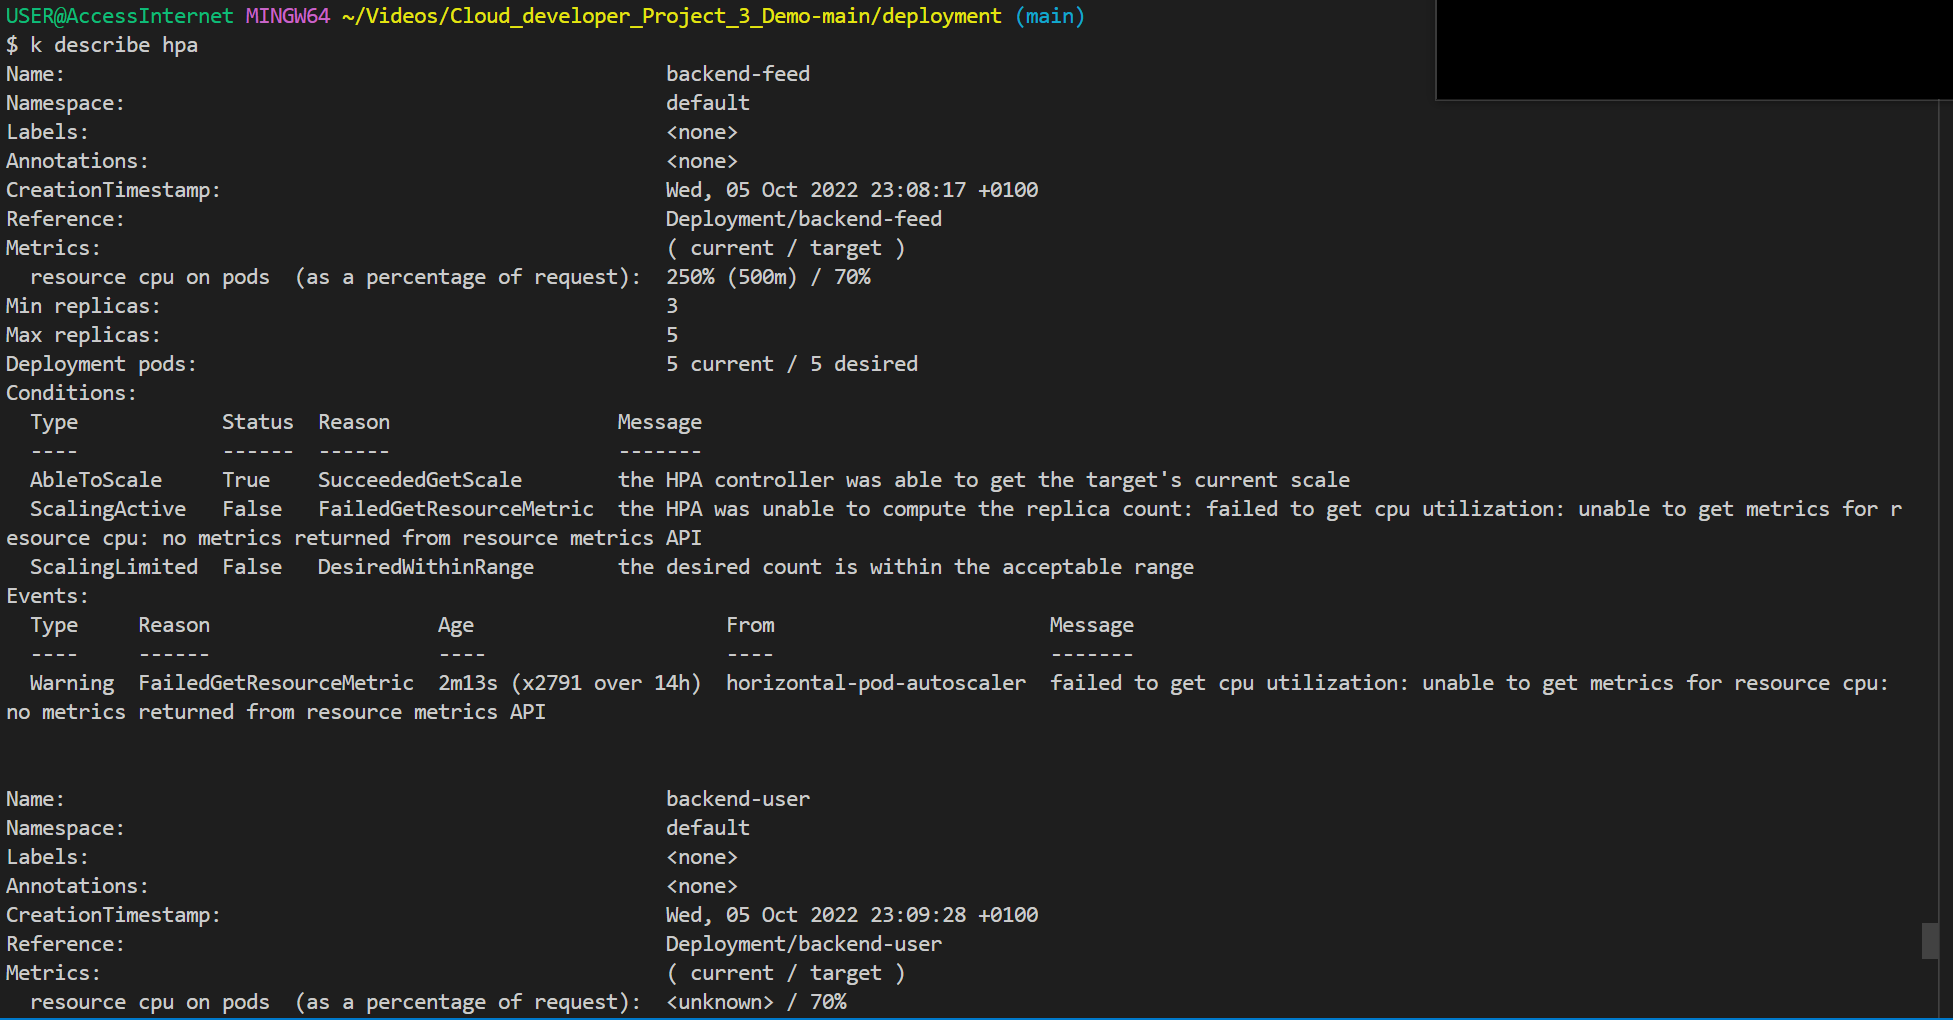 USER@AccessInternet MINGW64 ~/Videos/Cloud_developer_Project_3_Demo-main/deployment (main)
$ k describe hpa
Name:                                                  backend-feed
Namespace:                                             default
Labels:                                                <none>
Annotations:                                           <none>
CreationTimestamp:                                     Wed, 05 Oct 2022 23:08:17 +0100
Reference:                                             Deployment/backend-feed
Metrics:                                               ( current / target )
  resource cpu on pods  (as a percentage of request):  250% (500m) / 70%
Min replicas:                                          3
Max replicas:                                          5
Deployment pods:                                       5 current / 5 desired
Conditions:
  Type            Status  Reason                   Message
  ----            ------  ------                   -------
  AbleToScale     True    SucceededGetScale        the HPA controller was able to get the target's current scale
  ScalingActive   False   FailedGetResourceMetric  the HPA was unable to compute the replica count: failed to get cpu utilization: unable to get metrics for r
esource cpu: no metrics returned from resource metrics API
  ScalingLimited  False   DesiredWithinRange       the desired count is within the acceptable range
Events:
  Type     Reason                   Age                     From                       Message
  ----     ------                   ----                    ----                       -------
  Warning  FailedGetResourceMetric  2m13s (x2791 over 14h)  horizontal-pod-autoscaler  failed to get cpu utilization: unable to get metrics for resource cpu:
no metrics returned from resource metrics API
Name:                                                  backend-user
Namespace:                                             default
Labels:                                                <none>
Annotations:                                           <none>
CreationTimestamp:                                     Wed, 05 Oct 2022 23:09:28 +0100
Reference:                                             Deployment/backend-user
Metrics:                                               ( current / target )
  resource cpu on pods  (as a percentage of request):  <unknown> / 70%